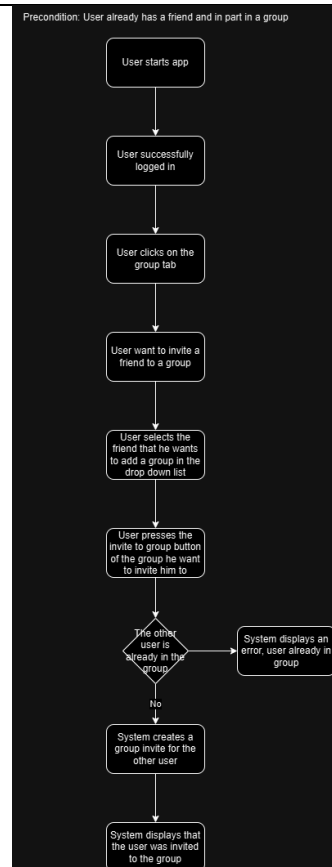 Precondition: User already has a friend and in part in a group
User starts app
User successfully
logged in
User clicks on the
group tab
User want to invite a
friend to a group
User selects the
friend that he wants
to add a group in the
drop down list
User presses the
invite to group button
of the group he want
to invite him to
The other
user is
already in the
group
System displays an
error, user already in
group
No
System creates a
group invite for the
other user
System displays that
the user was invited
to the group